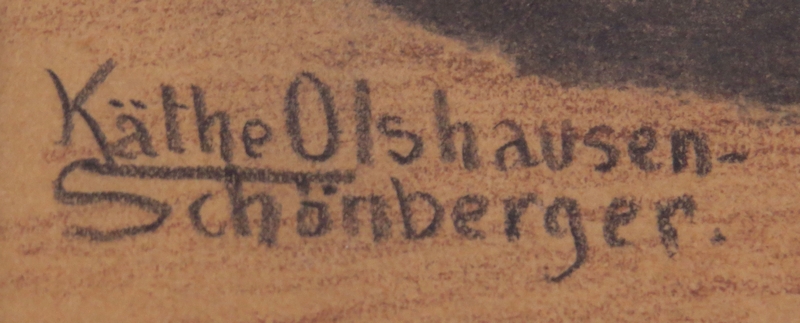 Käthe Olshausen-
Schönberger.